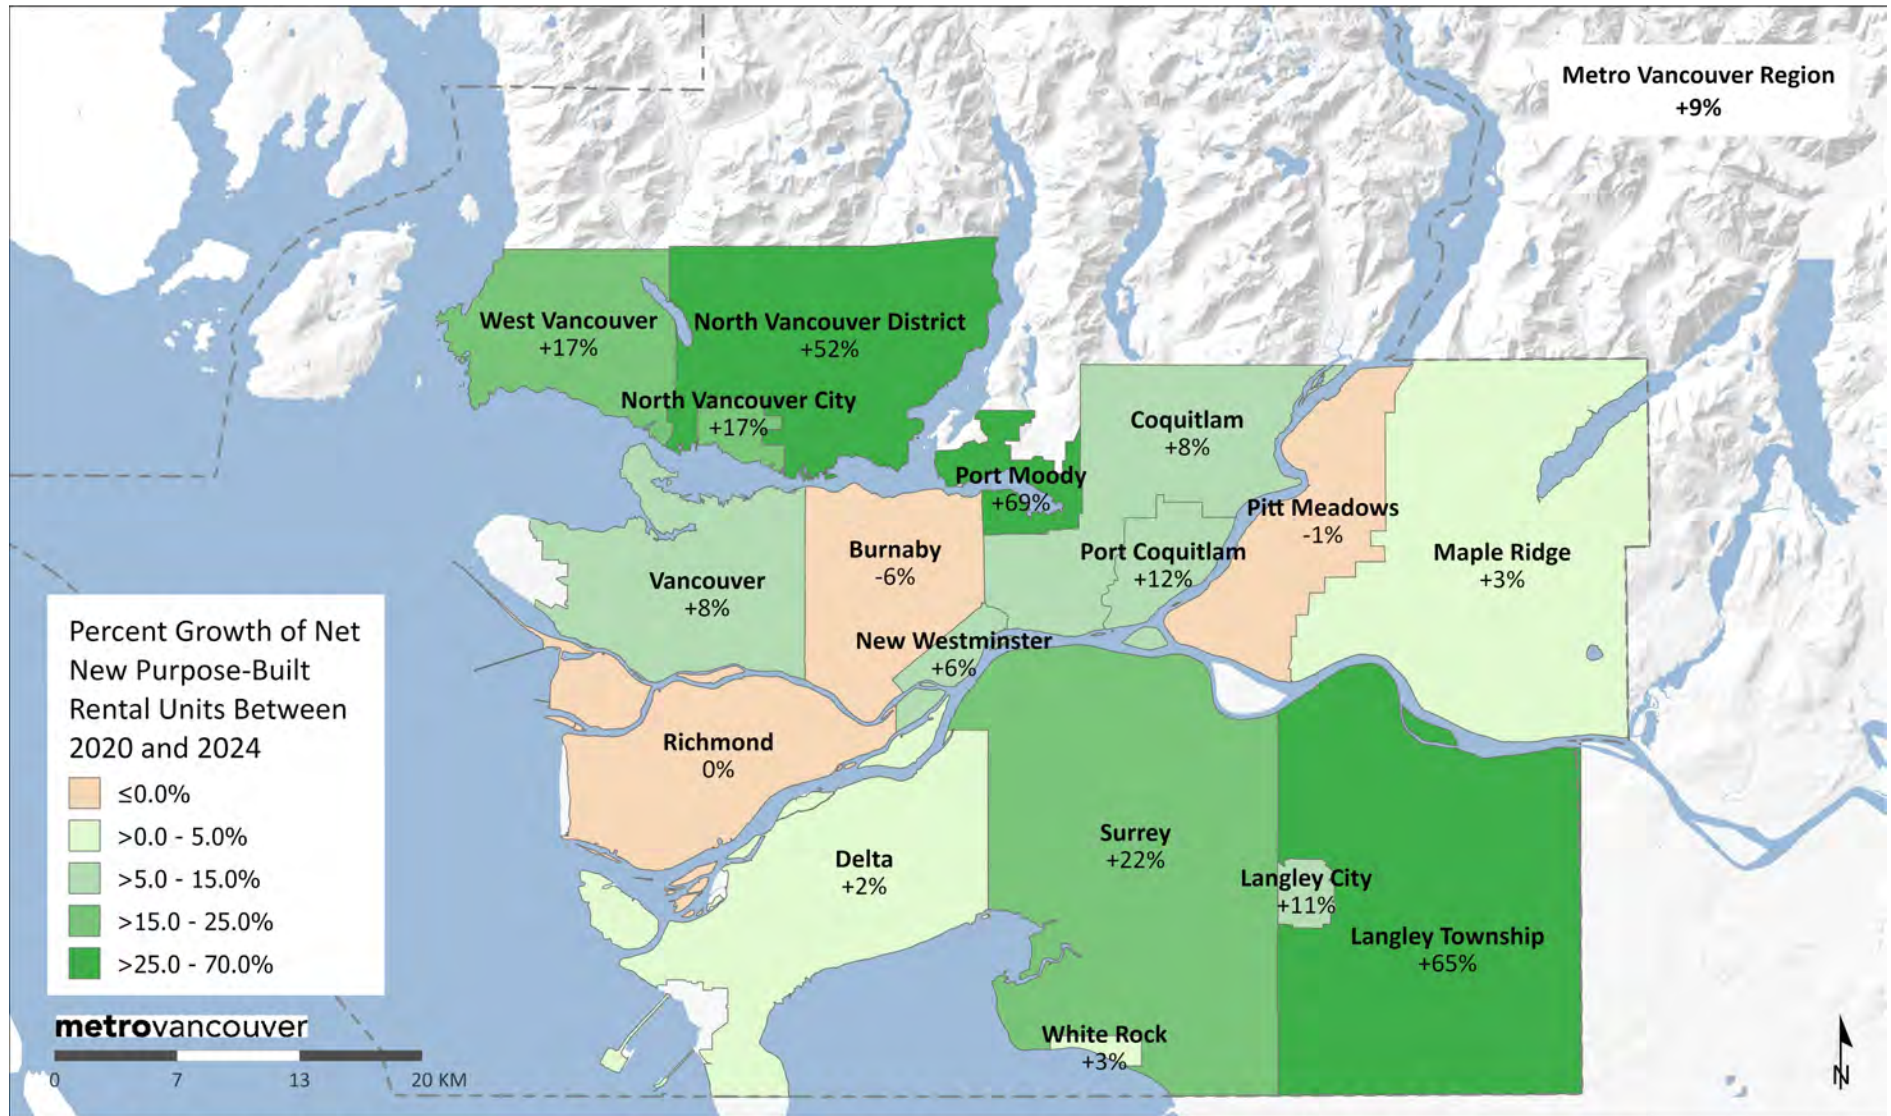 Metro Vancouver Region
+9%
West Vancouver
+17%
North Vancouver District
+52%
North Vancouver City
+17%
Coquitlam
+8%
Port Moody
+69%
Pitt Meadows
-1%
Burnaby
-6%
Port Coquitlam
+12%
Maple Ridge
+3%
Vancouver
+8%
New Westminster
+6%
Richmond
0%
Surrey
+22%
Delta
+2%
Langley City
+11%
Langley Township
+65%
White Rock
+3%
Percent Growth of Net
New Purpose-Built
Rental Units Between
2020 and 2024
≤0.0%
>0.0 - 5.0%
>5.0 - 15.0%
>15.0 - 25.0%
>25.0 - 70.0%
metrovancouver
0 7 13 20 KM
N